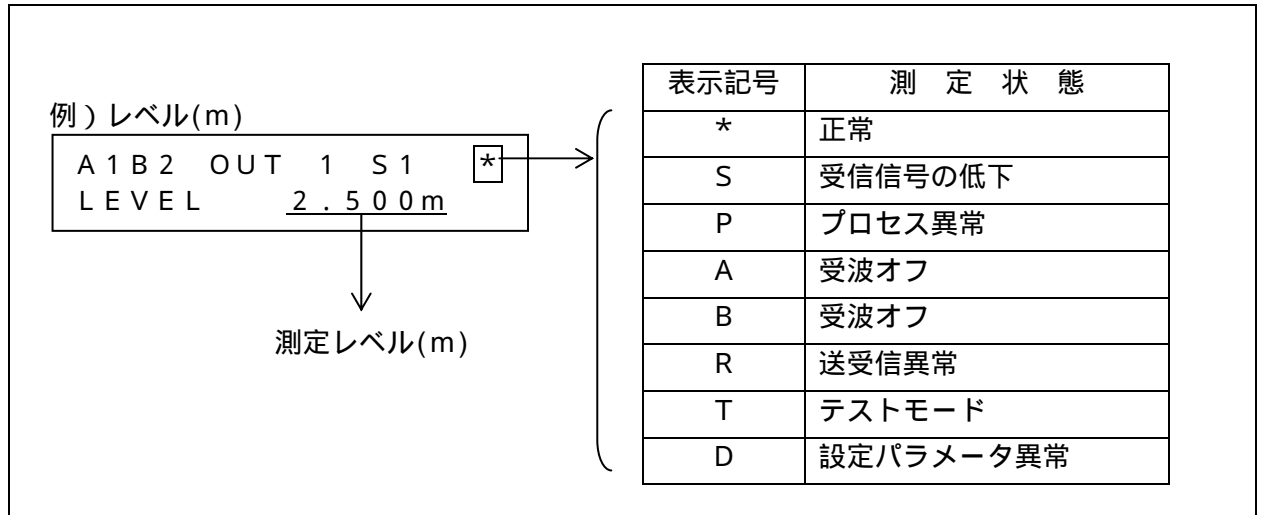 例）レベル(m)
A1B2 OUT 1 S1 *
LEVEL 2.500m
測定レベル(m)
表示記号 測定状態
* 正常
S 受信信号の低下
P プロセス異常
A 受波オフ
B 受波オフ
R 送受信異常
T テストモード
D 設定パラメータ異常